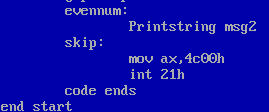 evennum:
Printstring msg2
skip:
mov ax,4c00h
int 21h
code ends
end start